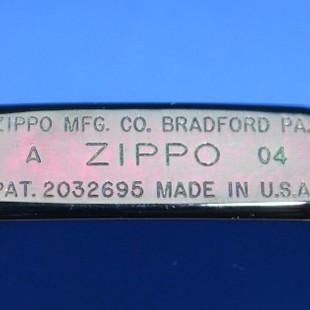 ZIPPO MFG. CO. BRADFORD PA.
A ZIPPO 04
PAT. 2032695 MADE IN U.S.A